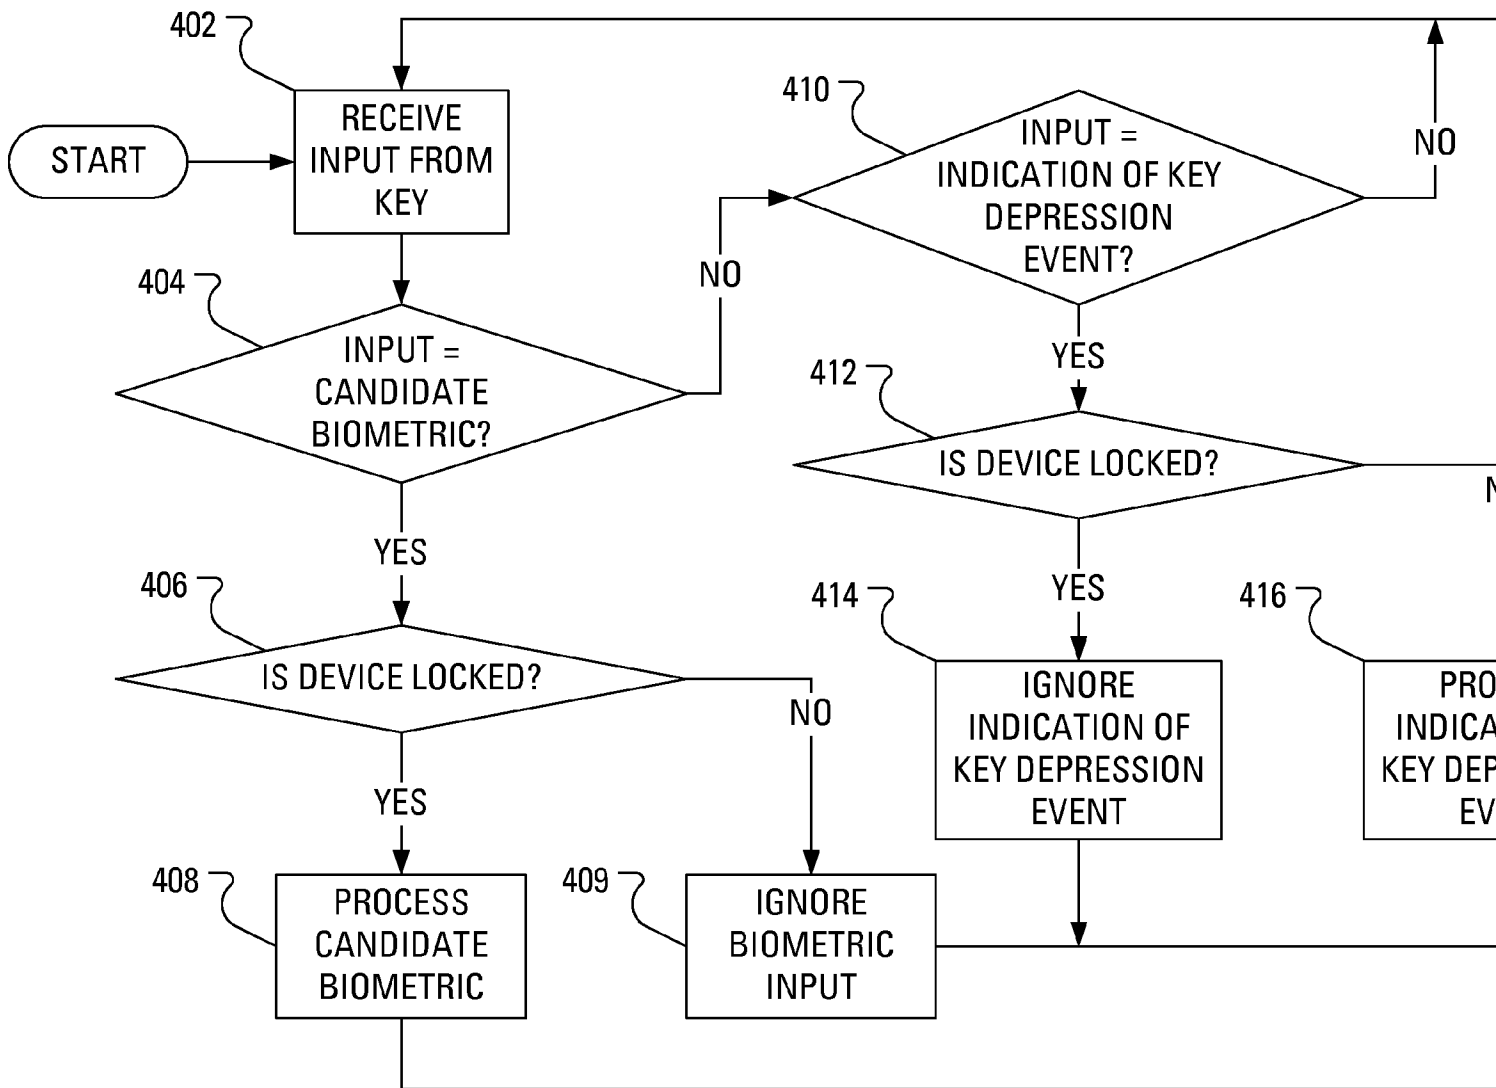 402
START
RECEIVE
INPUT FROM
KEY
404
INPUT =
CANDIDATE
BIOMETRIC?
NO
YES
406
IS DEVICE LOCKED?
NO
YES
408
PROCESS
CANDIDATE
BIOMETRIC
409
IGNORE
BIOMETRIC
INPUT
410
INPUT =
INDICATION OF KEY
DEPRESSION
EVENT?
NO
YES
412
IS DEVICE LOCKED?
YES
414
IGNORE
INDICATION OF
KEY DEPRESSION
EVENT
416
KEY